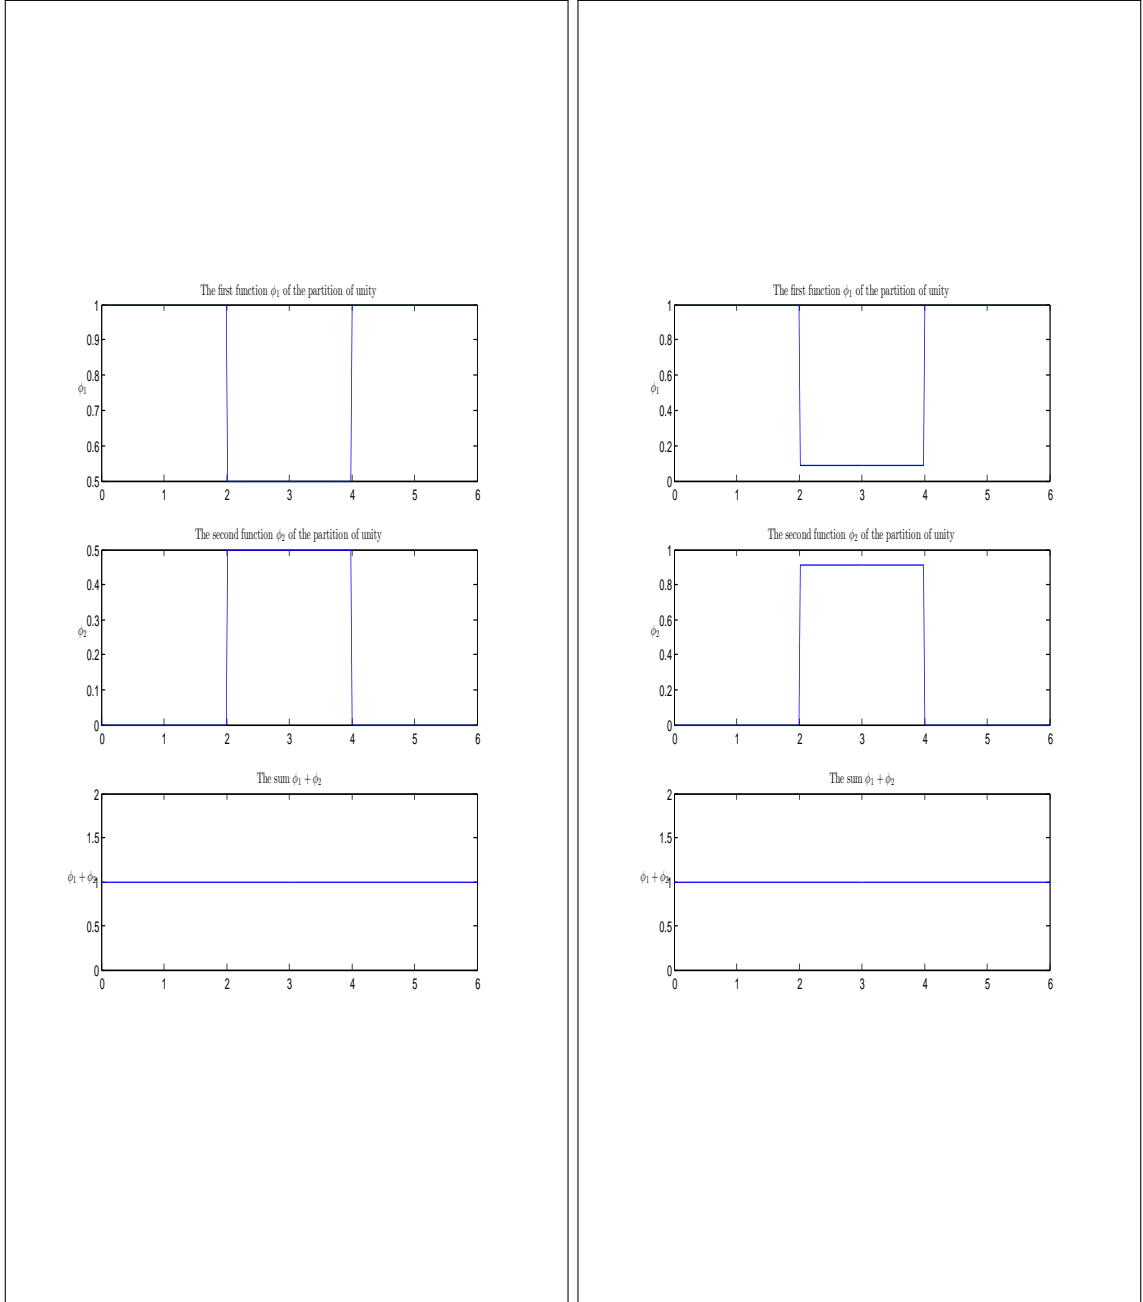 The first function ϕ₁ of the partition of unity
1
0.9
0.8
0.7
0.6
0.5
ϕ₁
0 1 2 3 4 5 6
The second function ϕ₂ of the partition of unity
0.5
0.4
0.3
0.2
0.1
0
ϕ₂
0 1 2 3 4 5 6
The sum ϕ₁ + ϕ₂
2
1.5
1
0.5
0
ϕ₁ + ϕ₂
0 1 2 3 4 5 6
The first function ϕ₁ of the partition of unity
1
0.8
0.6
0.4
0.2
0
ϕ₁
0 1 2 3 4 5 6
The second function ϕ₂ of the partition of unity
1
0.8
0.6
0.4
0.2
0
ϕ₂
0 1 2 3 4 5 6
The sum ϕ₁ + ϕ₂
2
1.5
1
0.5
0
ϕ₁ + ϕ₂
0 1 2 3 4 5 6